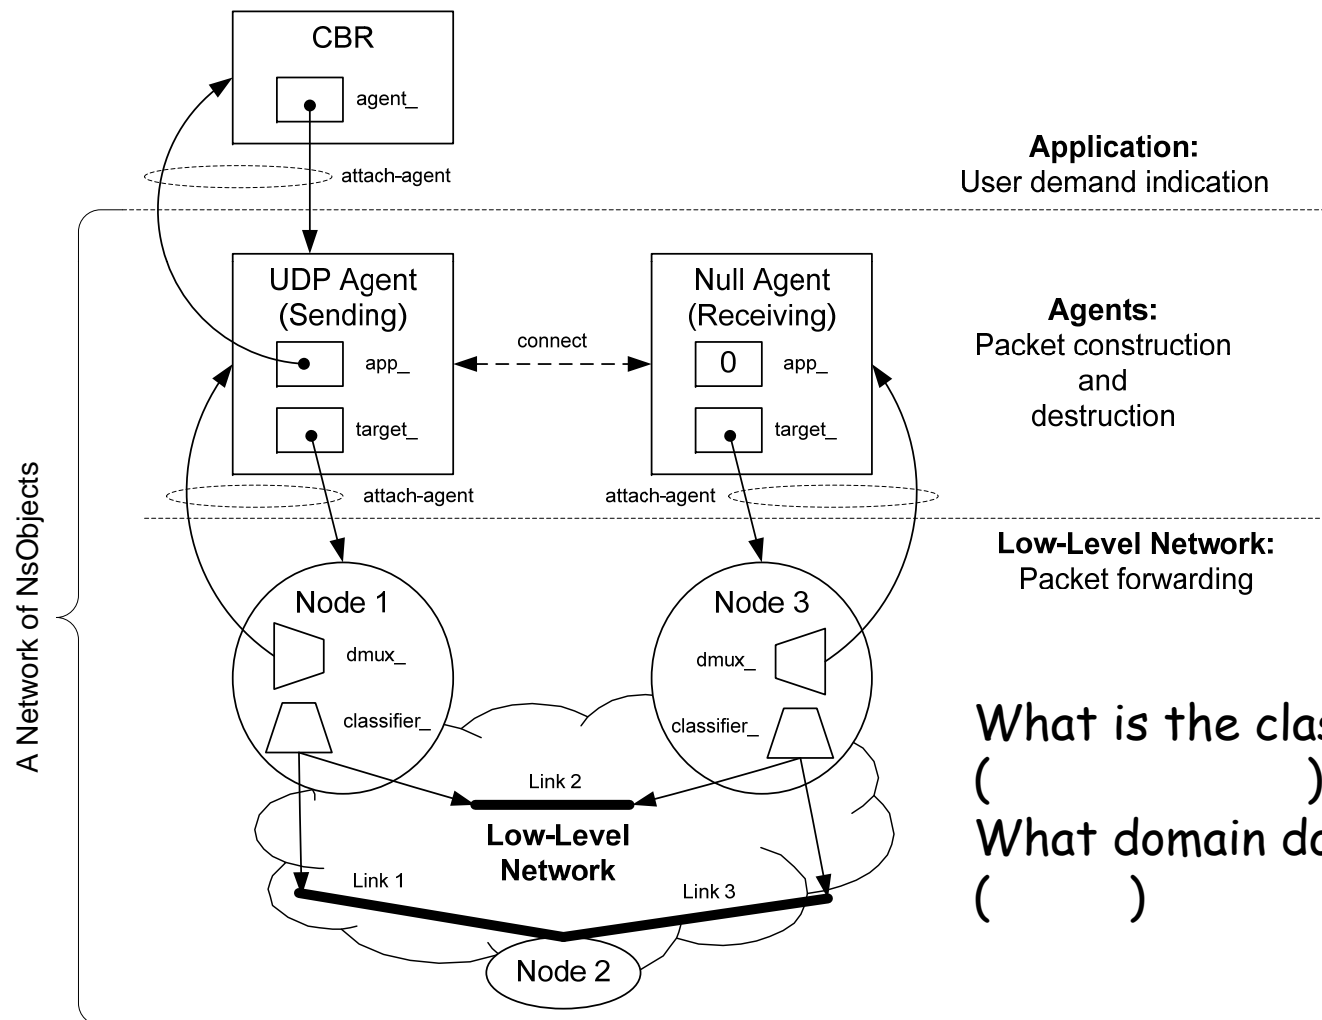 CBR
agent_
attach-agent
Application:
User demand indication
UDP Agent
(Sending)
app_
target_
connect
Null Agent
(Receiving)
0
app_
target_
Agents:
Packet construction
and
destruction
attach-agent
attach-agent
A Network of NsObjects
Low-Level Network:
Packet forwarding
Node 1
dmux_
classifier_
Node 3
dmux_
classifier_
Link 2
Low-Level
Network
Link 1
Link 3
Node 2
What is the
( )
What domain
( )